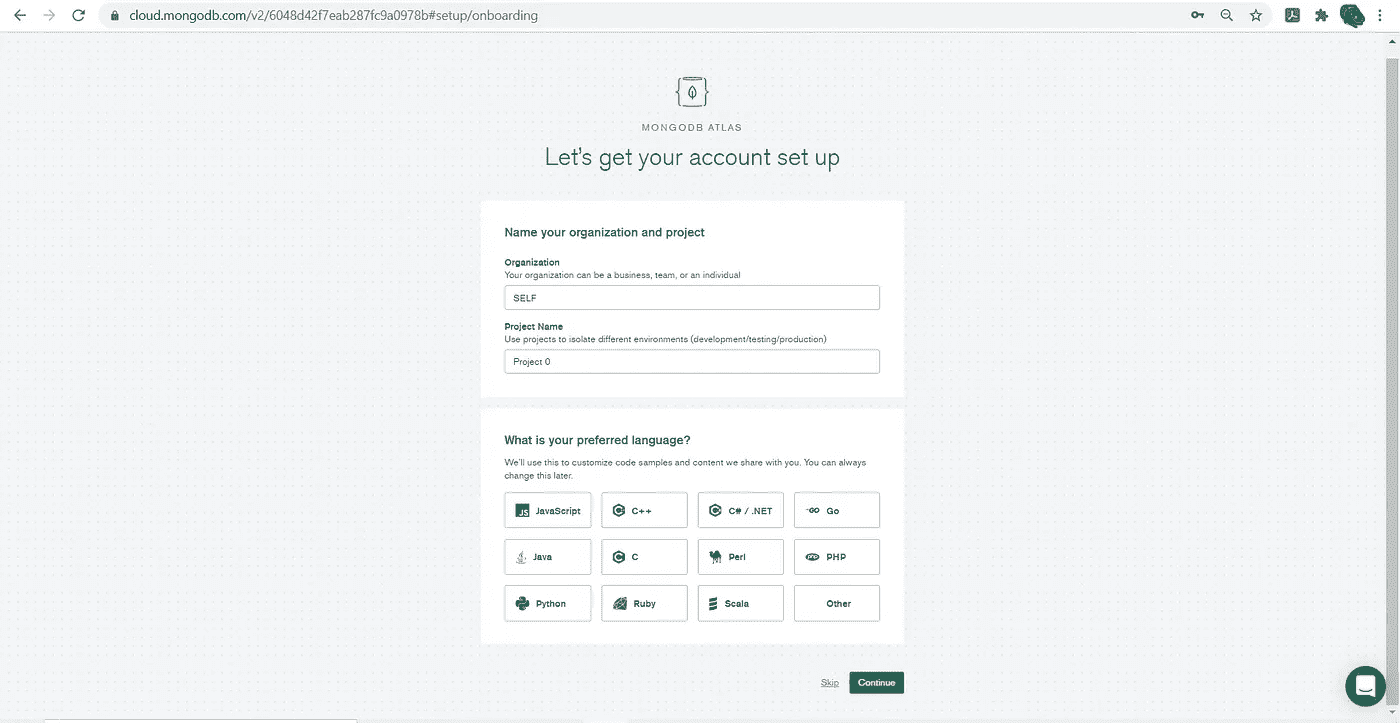 cloud.mongodb.com/v2/6048d42f7eab287fc9a0978b#setup/onboarding
MONGODB ATLAS
Let's get your account set up
Name your organization and project
Organization
Your organization can be a business, team, or an individual
SELF
Project Name
Use projects to isolate different environments (development/testing/production)
Project 0
What is your preferred language?
We'll use this to customize code samples and content we share with you. You can always
change this later.
JS JavaScript
C++
C# / .NET
GO Go
Java
C C
Perl
php PHP
Python
Ruby
Scala
Other
Skip
Continue